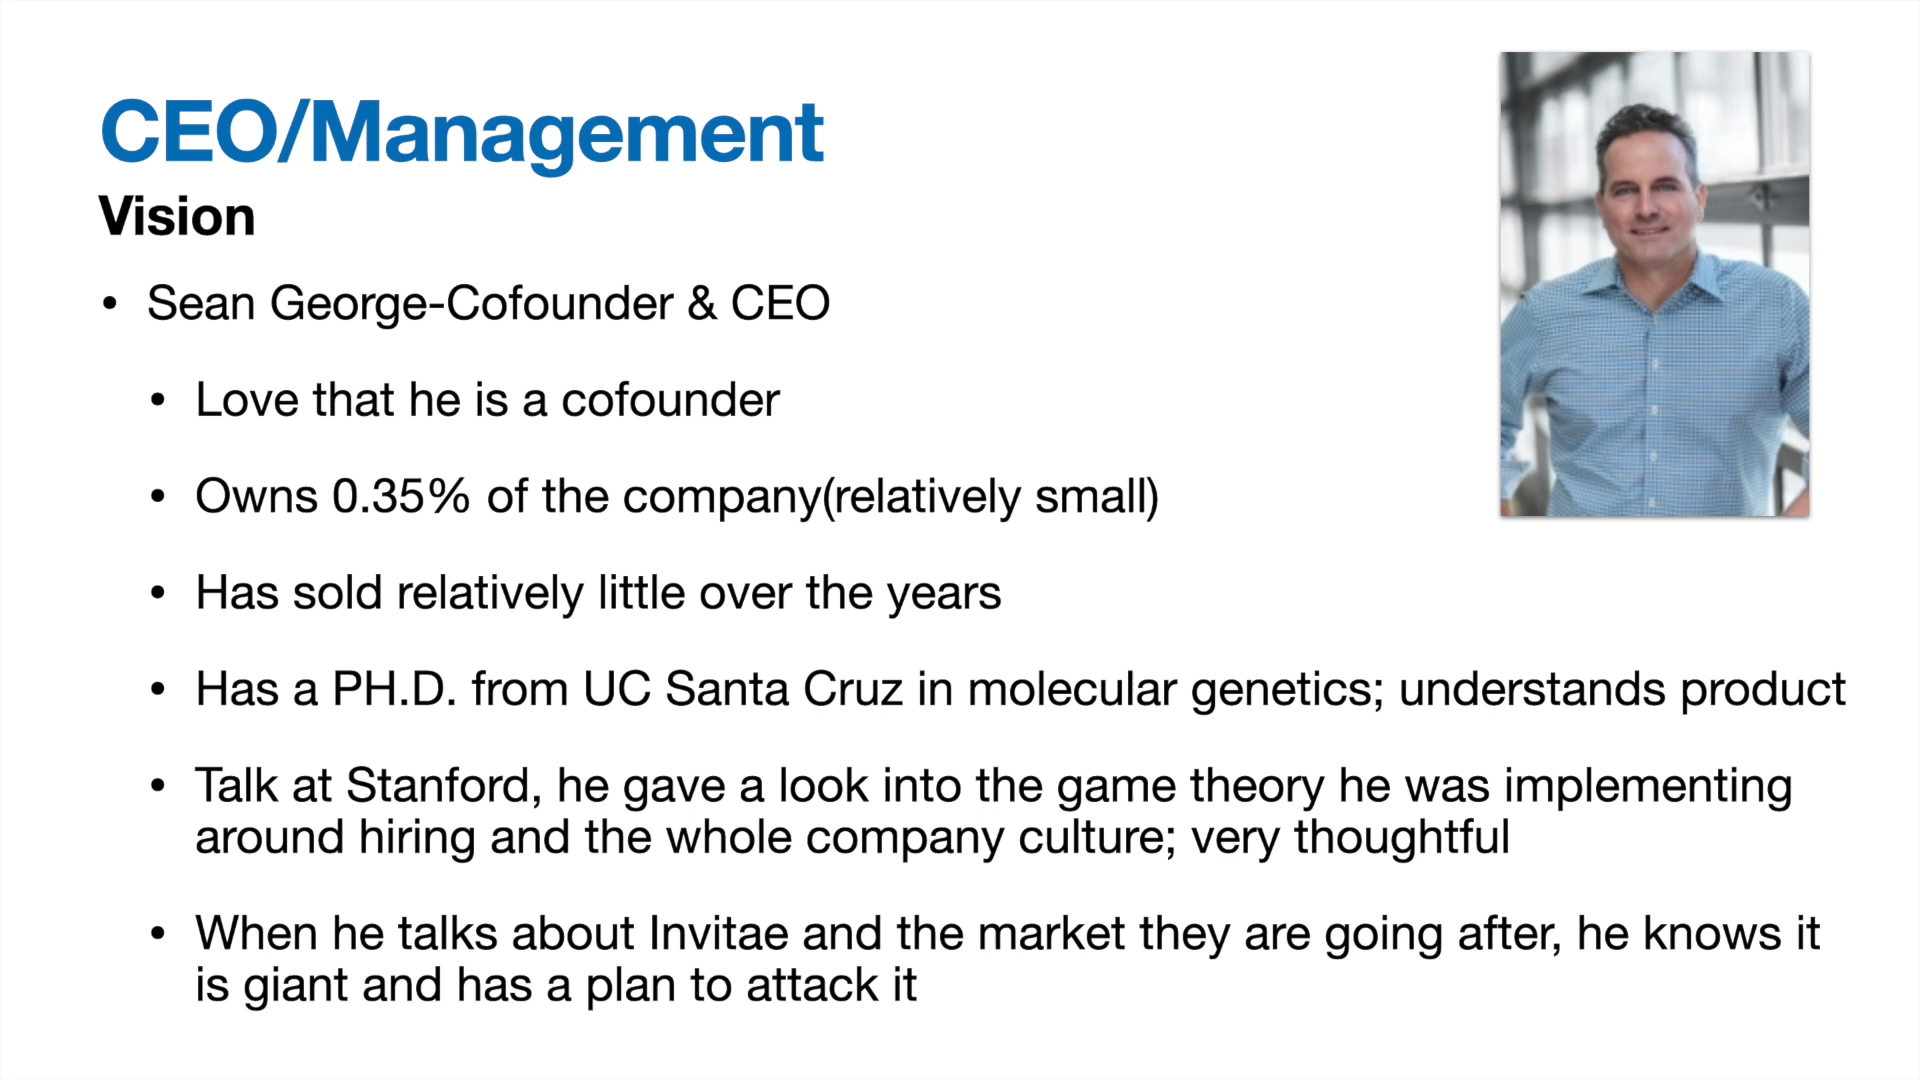 CEO/Management
Vision
• Sean George-Cofounder & CEO
• Love that he is a cofounder
• Owns 0.35% of the company(relatively small)
• Has sold relatively little over the years
• Has a PH.D. from UC Santa Cruz in molecular genetics; understands product
• Talk at Stanford, he gave a look into the game theory he was implementing
around hiring and the whole company culture; very thoughtful
• When he talks about Invitae and the market they are going after, he knows it
is giant and has a plan to attack it